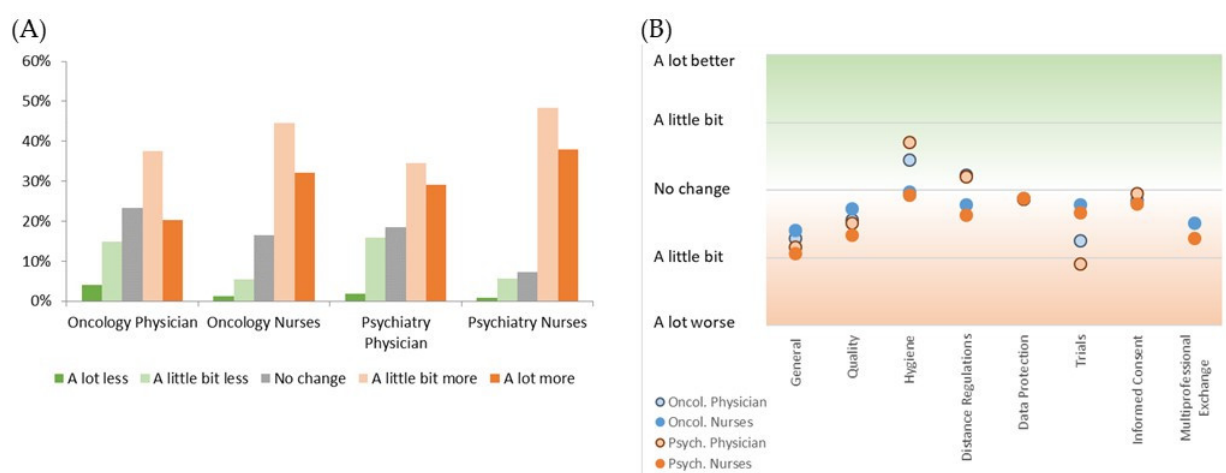 (A)
60%
50%
40%
30%
20%
10%
0%
Oncology Physician
Oncology Nurses
Psychiatry
Physician
Psychiatry Nurses
A lot less
A little bit less
No change
A little bit more
A lot more
(B)
A lot better
A little bit
No change
A little bit
A lot worse
General
Quality
Hygiene
Distance Regulations
Data Protection
Trials
Informed Consent
Multiprofessional
Exchange
Oncol. Physician
Oncol. Nurses
Psych. Physician
Psych. Nurses